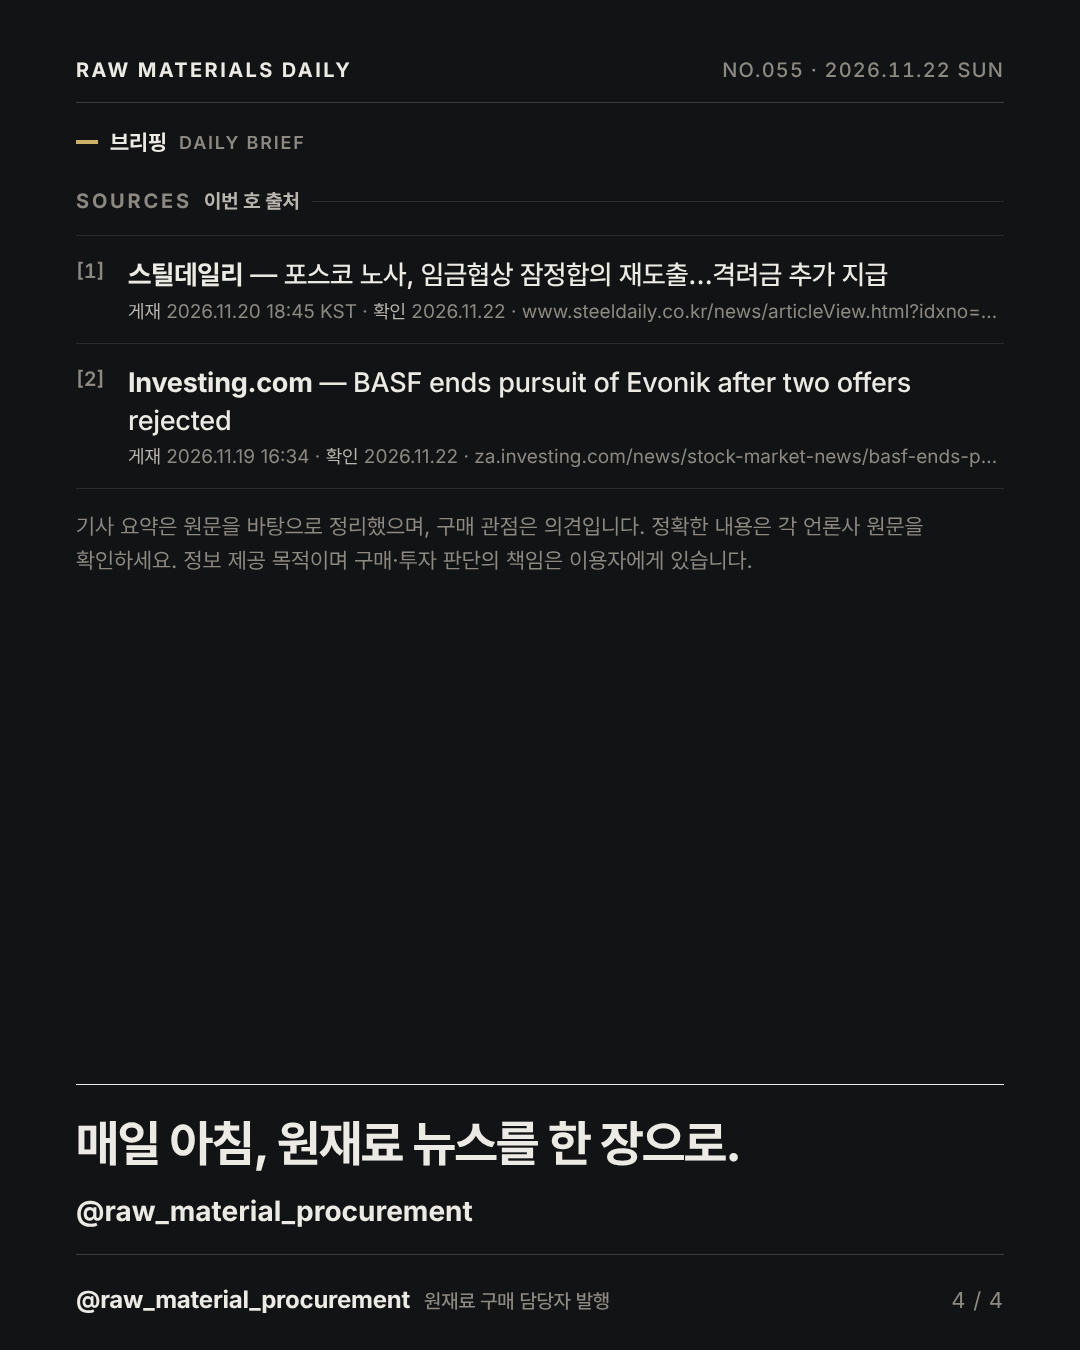 RAW MATERIALS DAILY
NO.055 · 2026.11.22 SUN
브리핑 DAILY BRIEF
SOURCES 이번 호 출처
[1] 스틸데일리 — 포스코 노사, 임금협상 잠정합의 재도출…격려금 추가 지급
게재 2026.11.20 18:45 KST · 확인 2026.11.22 · www.steeldaily.co.kr/news/articleView.html?idxno=…
[2] Investing.com — BASF ends pursuit of Evonik after two offers
rejected
게재 2026.11.19 16:34 · 확인 2026.11.22 · za.investing.com/news/stock-market-news/basf-ends-p…
기사 요약은 원문을 바탕으로 정리했으며, 구매 관점은 의견입니다. 정확한 내용은 각 언론사 원문을
확인하세요. 정보 제공 목적이며 구매·투자 판단의 책임은 이용자에게 있습니다.
매일 아침, 원재료 뉴스를 한 장으로.
@raw_material_procurement
@raw_material_procurement 원재료 구매 담당자 발행
4 / 4